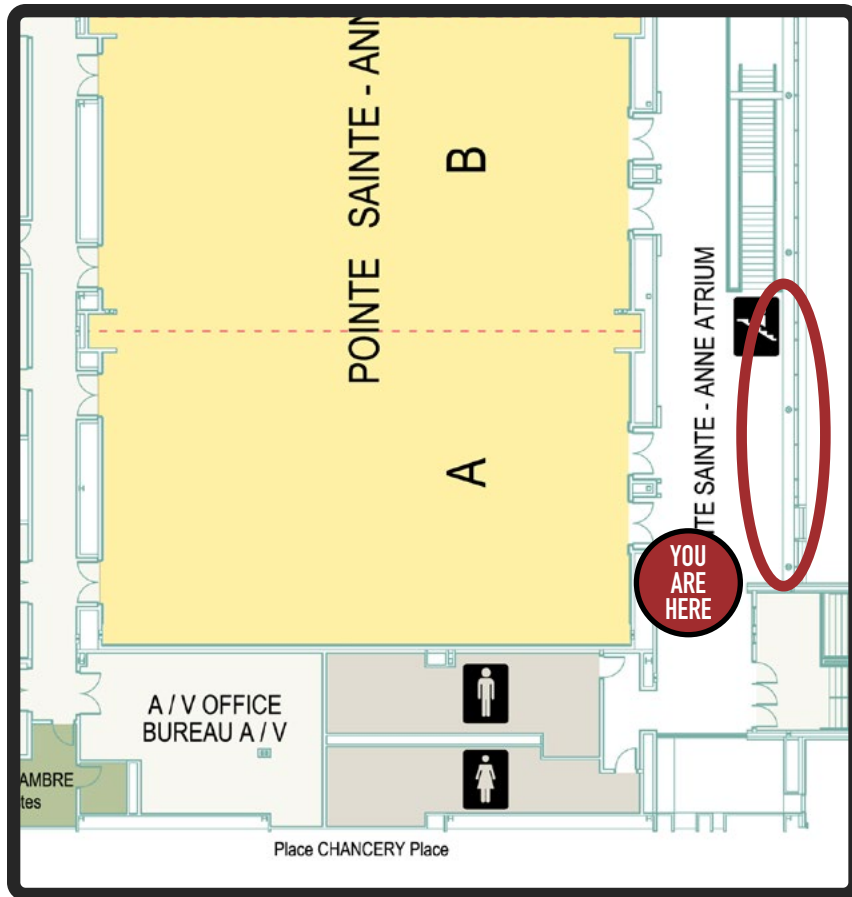 POINTE SAINTE - ANN
B
A
TE SAINTE - ANNE ATRIUM
YOU
ARE
HERE
A / V OFFICE
BUREAU A / V
AMBRE
tes
Place CHANCERY Place